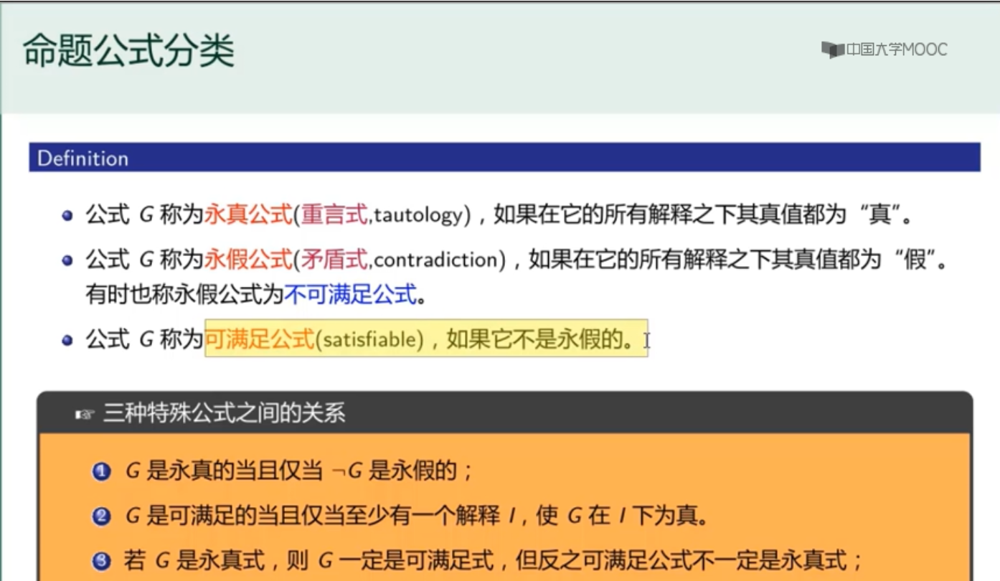 命题公式分类
中国大学MOOC
Definition
公式 G 称为永真公式(重言式,tautology)，如果在它的所有解释之下其真值都为“真”。
公式 G 称为永假公式(矛盾式,contradiction)，如果在它的所有解释之下其真值都为“假”。
有时也称永假公式为不可满足公式。
公式 G 称为可满足公式(satisfiable)，如果它不是永假的。
☞ 三种特殊公式之间的关系
1 G 是永真的当且仅当 ¬G 是永假的；
2 G 是可满足的当且仅当至少有一个解释 I，使 G 在 I 下为真。
3 若 G 是永真式，则 G 一定是可满足式，但反之可满足公式不一定是永真式；